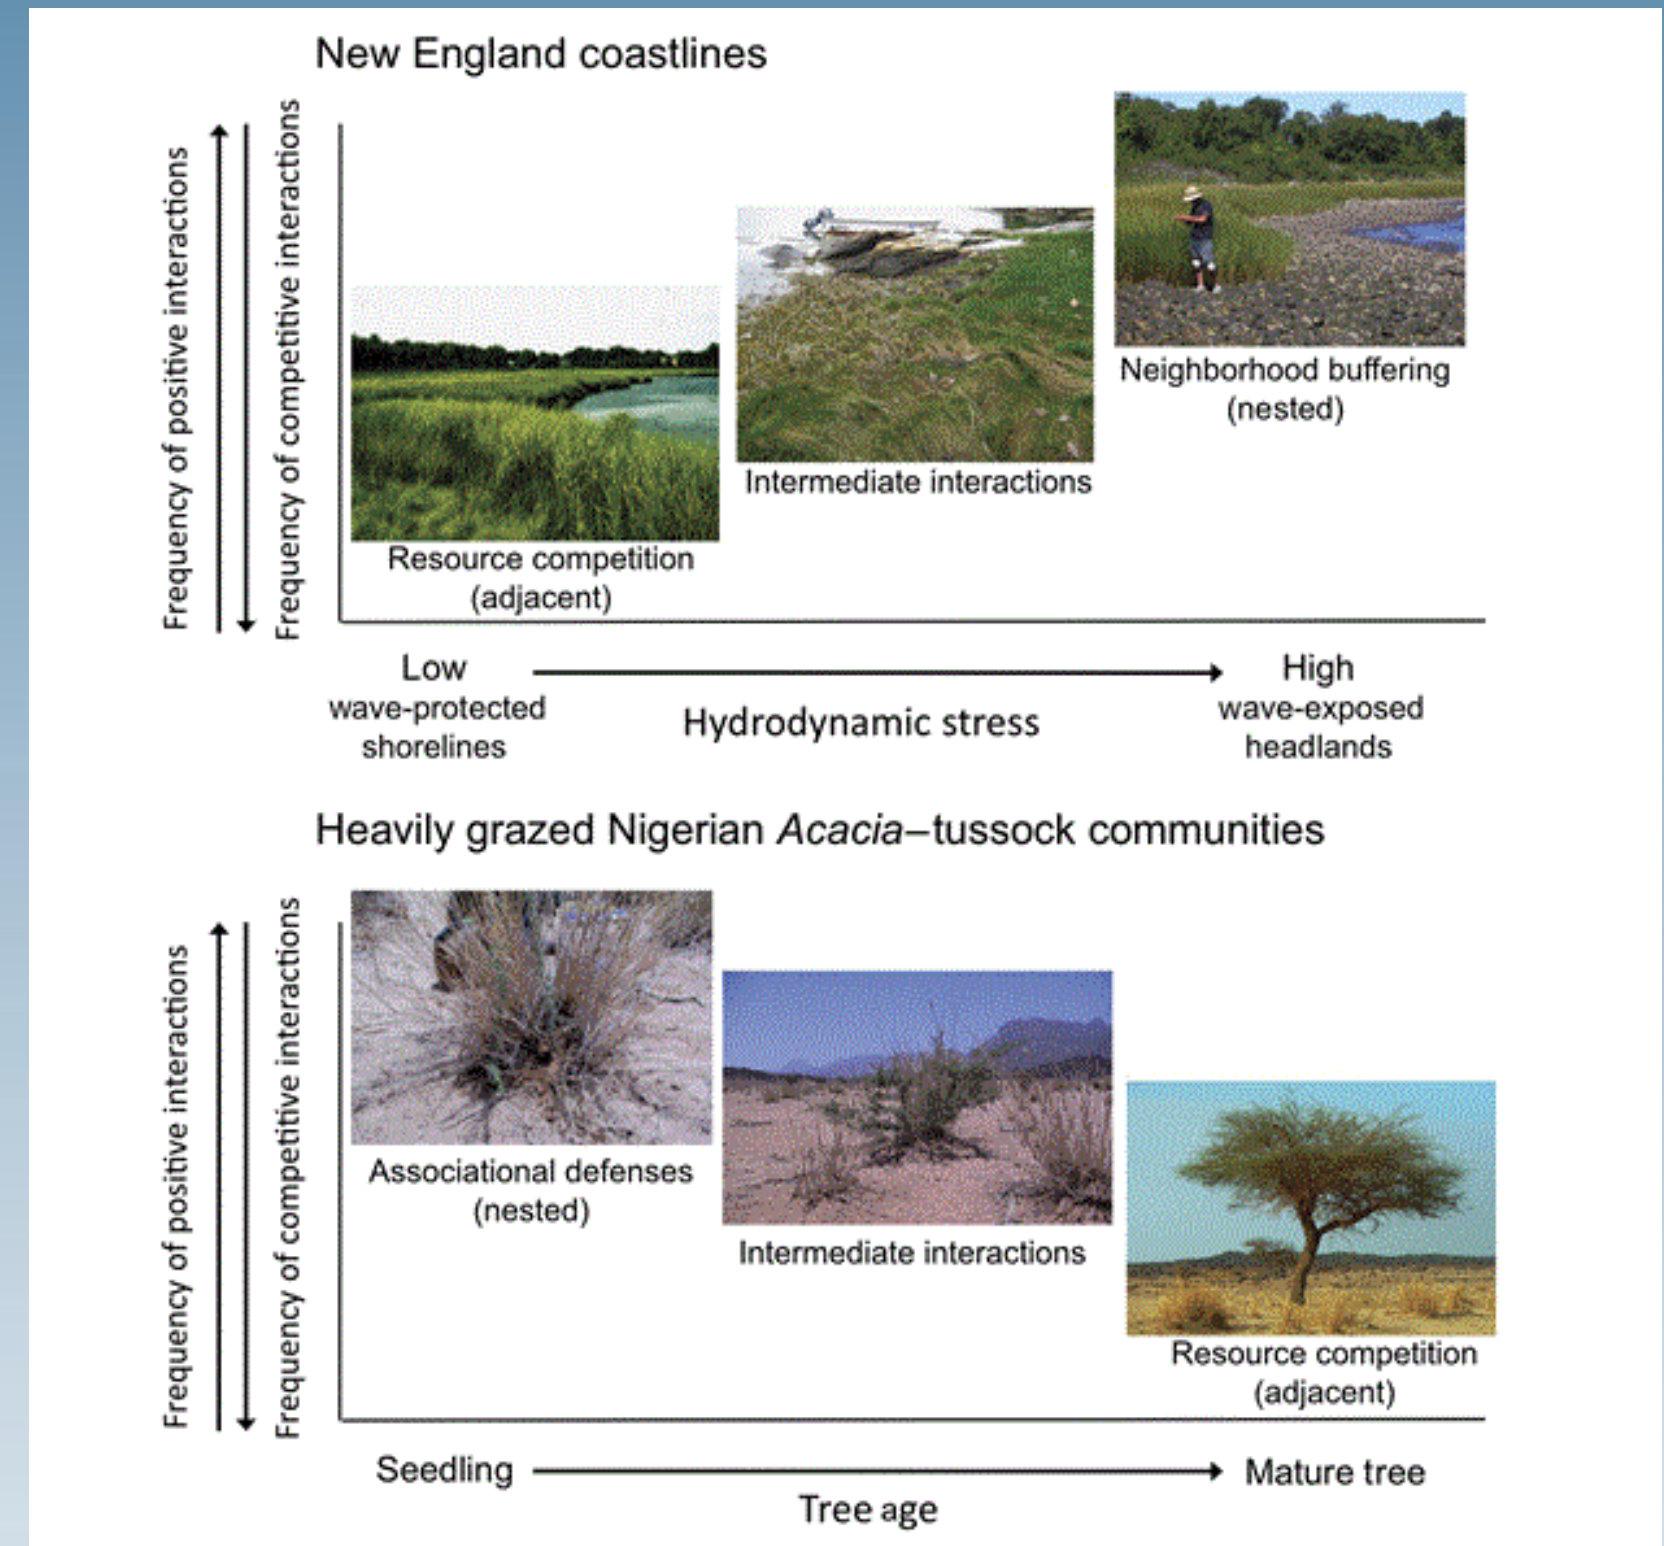 New England coastlines
Frequency of positive interactions
Frequency of competitive interactions
Resource competition
(adjacent)
Intermediate interactions
Neighborhood buffering
(nested)
Low
wave-protected
shorelines
Hydrodynamic stress
High
wave-exposed
headlands
Heavily grazed Nigerian Acacia–tussock communities
Frequency of positive interactions
Frequency of competitive interactions
Associational defenses
(nested)
Intermediate interactions
Resource competition
(adjacent)
Seedling
Mature tree
Tree age